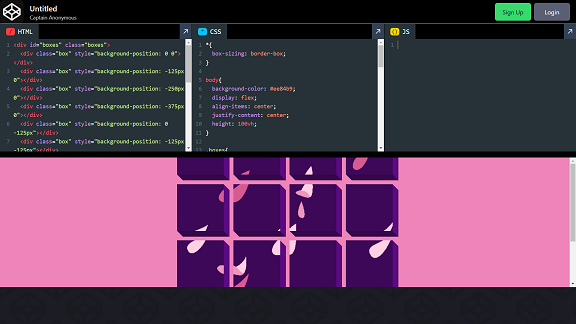 Untitled
Captain Anonymous
Sign Up
Login
/ HTML
* CSS
() JS
1 <div id="boxes" class="boxes">
2 <div class="box" style="background-position: 0 0">
</div>
3 <div class="box" style="background-position: -125px
0"></div>
4 <div class="box" style="background-position: -250px
0"></div>
5 <div class="box" style="background-position: -375px
0"></div>
6 <div class="box" style="background-position: 0
-125px"></div>
7 <div class="box" style="background-position: -125px
-125px"></div>
1 *{
2 box-sizing: border-box;
3 }
4
5 body{
6 background-color: #ee84b9;
7 display: flex;
8 align-items: center;
9 justify-content: center;
10 height: 100vh;
11 }
12
13 .boxes{
1